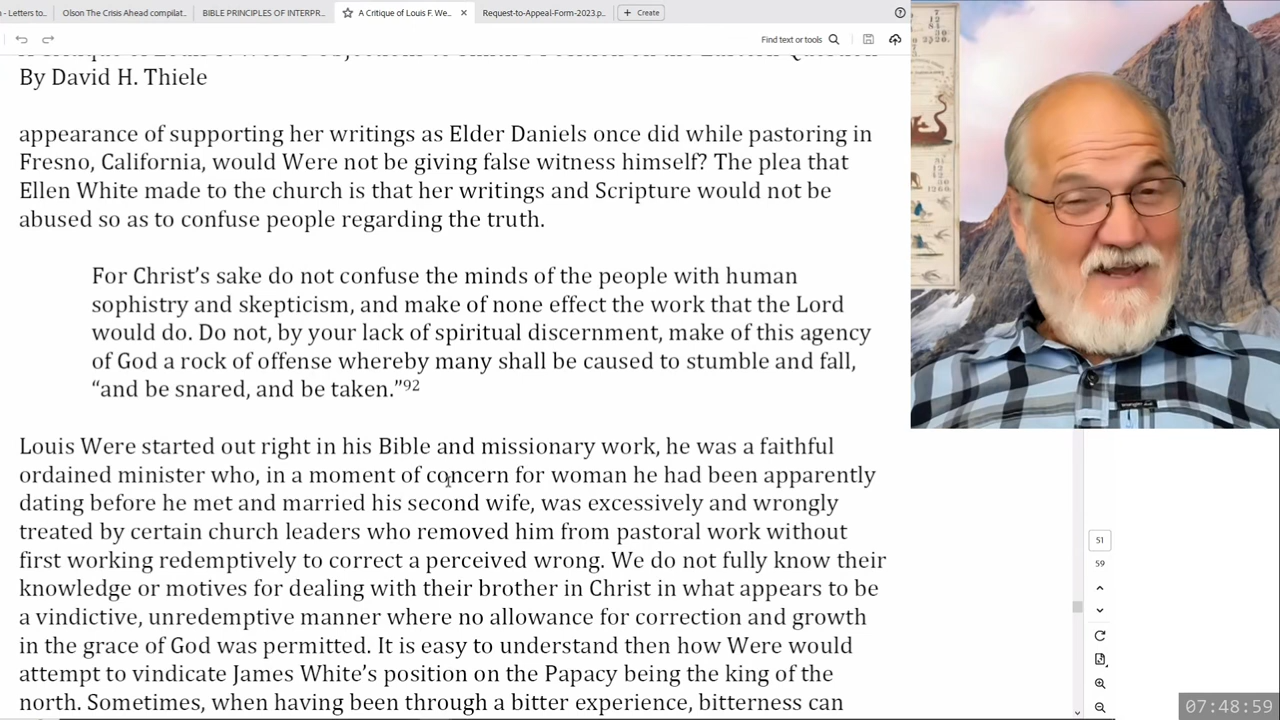 - Letters to...
Olson The Crisis Ahead compilat...
BIBLE PRINCIPLES OF INTERPR...
A Critique of Louis F. We...
Request-to-Appeal-Form-2023.p...
Create
Find text or tools
By David H. Thiele
appearance of supporting her writings as Elder Daniels once did while pastoring in
Fresno, California, would Were not be giving false witness himself? The plea that
Ellen White made to the church is that her writings and Scripture would not be
abused so as to confuse people regarding the truth.
For Christ’s sake do not confuse the minds of the people with human
sophistry and skepticism, and make of none effect the work that the Lord
would do. Do not, by your lack of spiritual discernment, make of this agency
of God a rock of offense whereby many shall be caused to stumble and fall,
“and be snared, and be taken.”92
Louis Were started out right in his Bible and missionary work, he was a faithful
ordained minister who, in a moment of concern for woman he had been apparently
dating before he met and married his second wife, was excessively and wrongly
treated by certain church leaders who removed him from pastoral work without
first working redemptively to correct a perceived wrong. We do not fully know their
knowledge or motives for dealing with their brother in Christ in what appears to be
a vindictive, unredemptive manner where no allowance for correction and growth
in the grace of God was permitted. It is easy to understand then how Were would
attempt to vindicate James White’s position on the Papacy being the king of the
north. Sometimes, when having been through a bitter experience, bitterness can
51
59
07:48:59